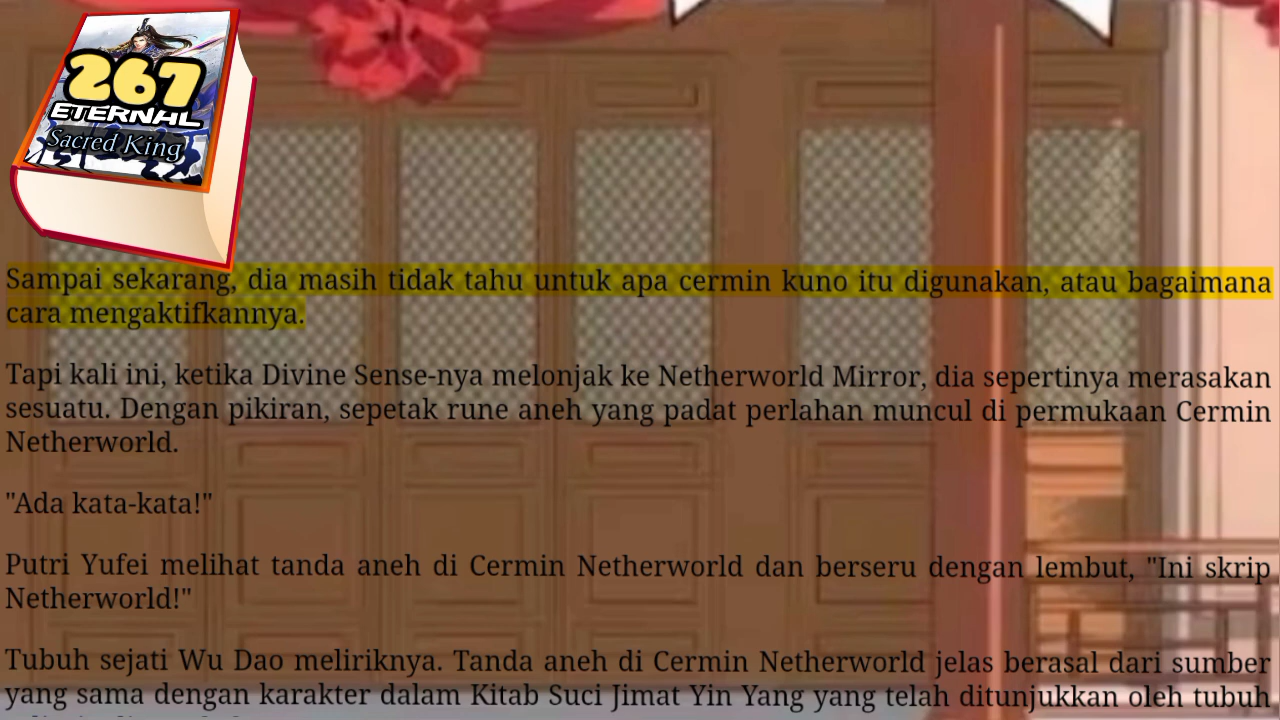 267
ETERNAL
Sacred King
Sampai sekarang, dia masih tidak tahu untuk apa cermin kuno itu digunakan, atau bagaimana
cara mengaktifkannya.
Tapi kali ini, ketika Divine Sense-nya melonjak ke Netherworld Mirror, dia sepertinya merasakan
sesuatu. Dengan pikiran, sepetak rune aneh yang padat perlahan muncul di permukaan Cermin
Netherworld.
"Ada kata-kata!"
Putri Yufei melihat tanda aneh di Cermin Netherworld dan berseru dengan lembut, "Ini skrip
Netherworld!"
Tubuh sejati Wu Dao meliriknya. Tanda aneh di Cermin Netherworld jelas berasal dari sumber
yang sama dengan karakter dalam Kitab Suci Jimat Yin Yang yang telah ditunjukkan oleh tubuh